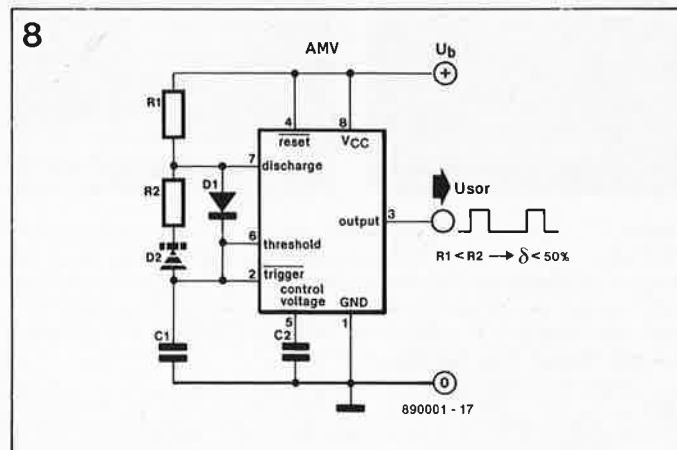 8
AMV
Ub
+
R1
4
8
reset
VCC
7
discharge
R2
D1
Usor
output
3
D2
6
threshold
R1 < R2 → δ < 50%
2
trigger
control
voltage
GND
5
1
C1
C2
0
890001 - 17